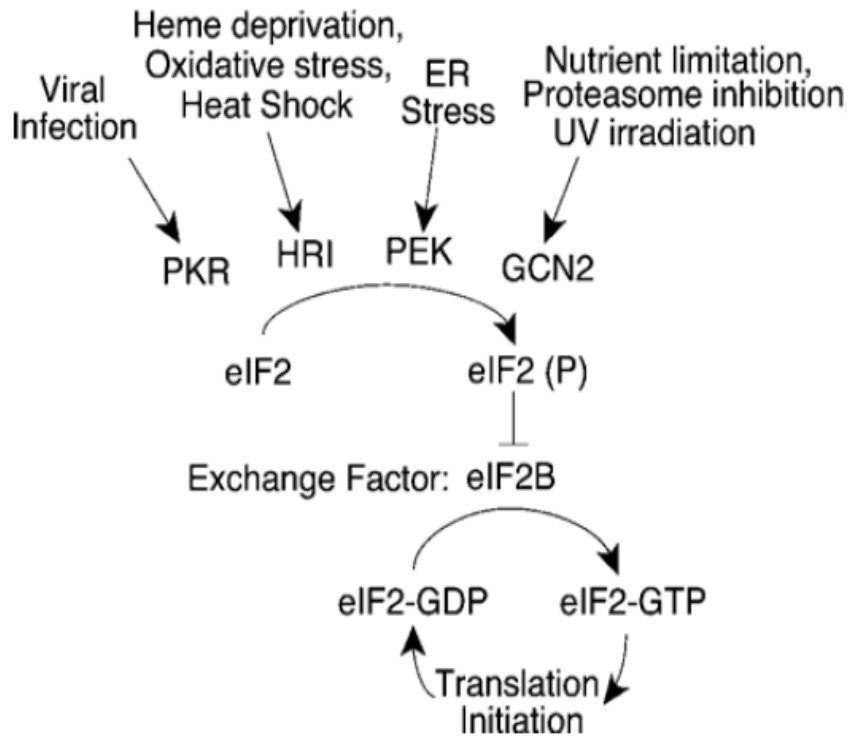 Viral
Infection
Heme deprivation,
Oxidative stress,
Heat Shock
ER
Stress
Nutrient limitation,
Proteasome inhibition,
UV irradiation
PKR
HRI
PEK
GCN2
eIF2
eIF2 (P)
Exchange Factor: eIF2B
eIF2-GDP
eIF2-GTP
Translation
Initiation